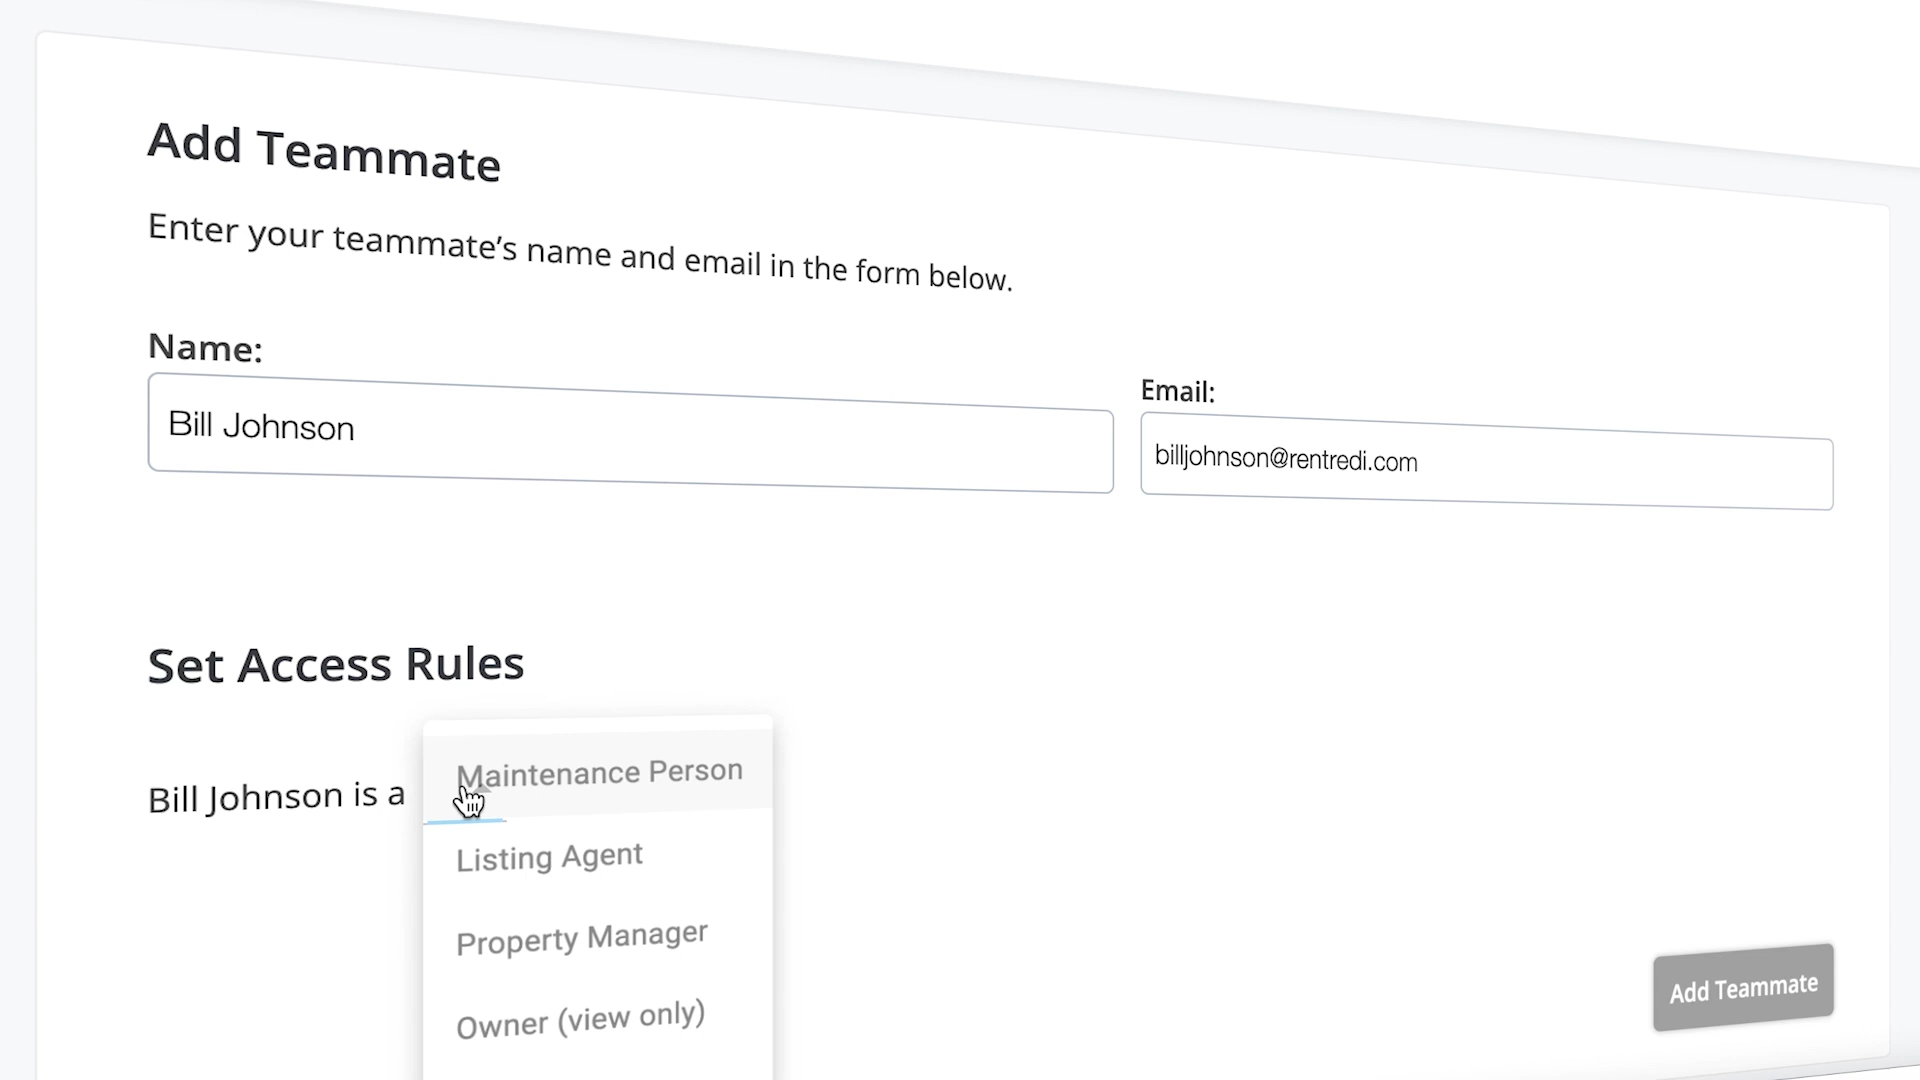 Add Teammate
Enter your teammate’s name and email in the form below.
Name:
Bill Johnson
Email:
billjohnson@rentredi.com
Set Access Rules
Bill Johnson is a
Maintenance Person
Listing Agent
Property Manager
Owner (view only)
Add Teammate